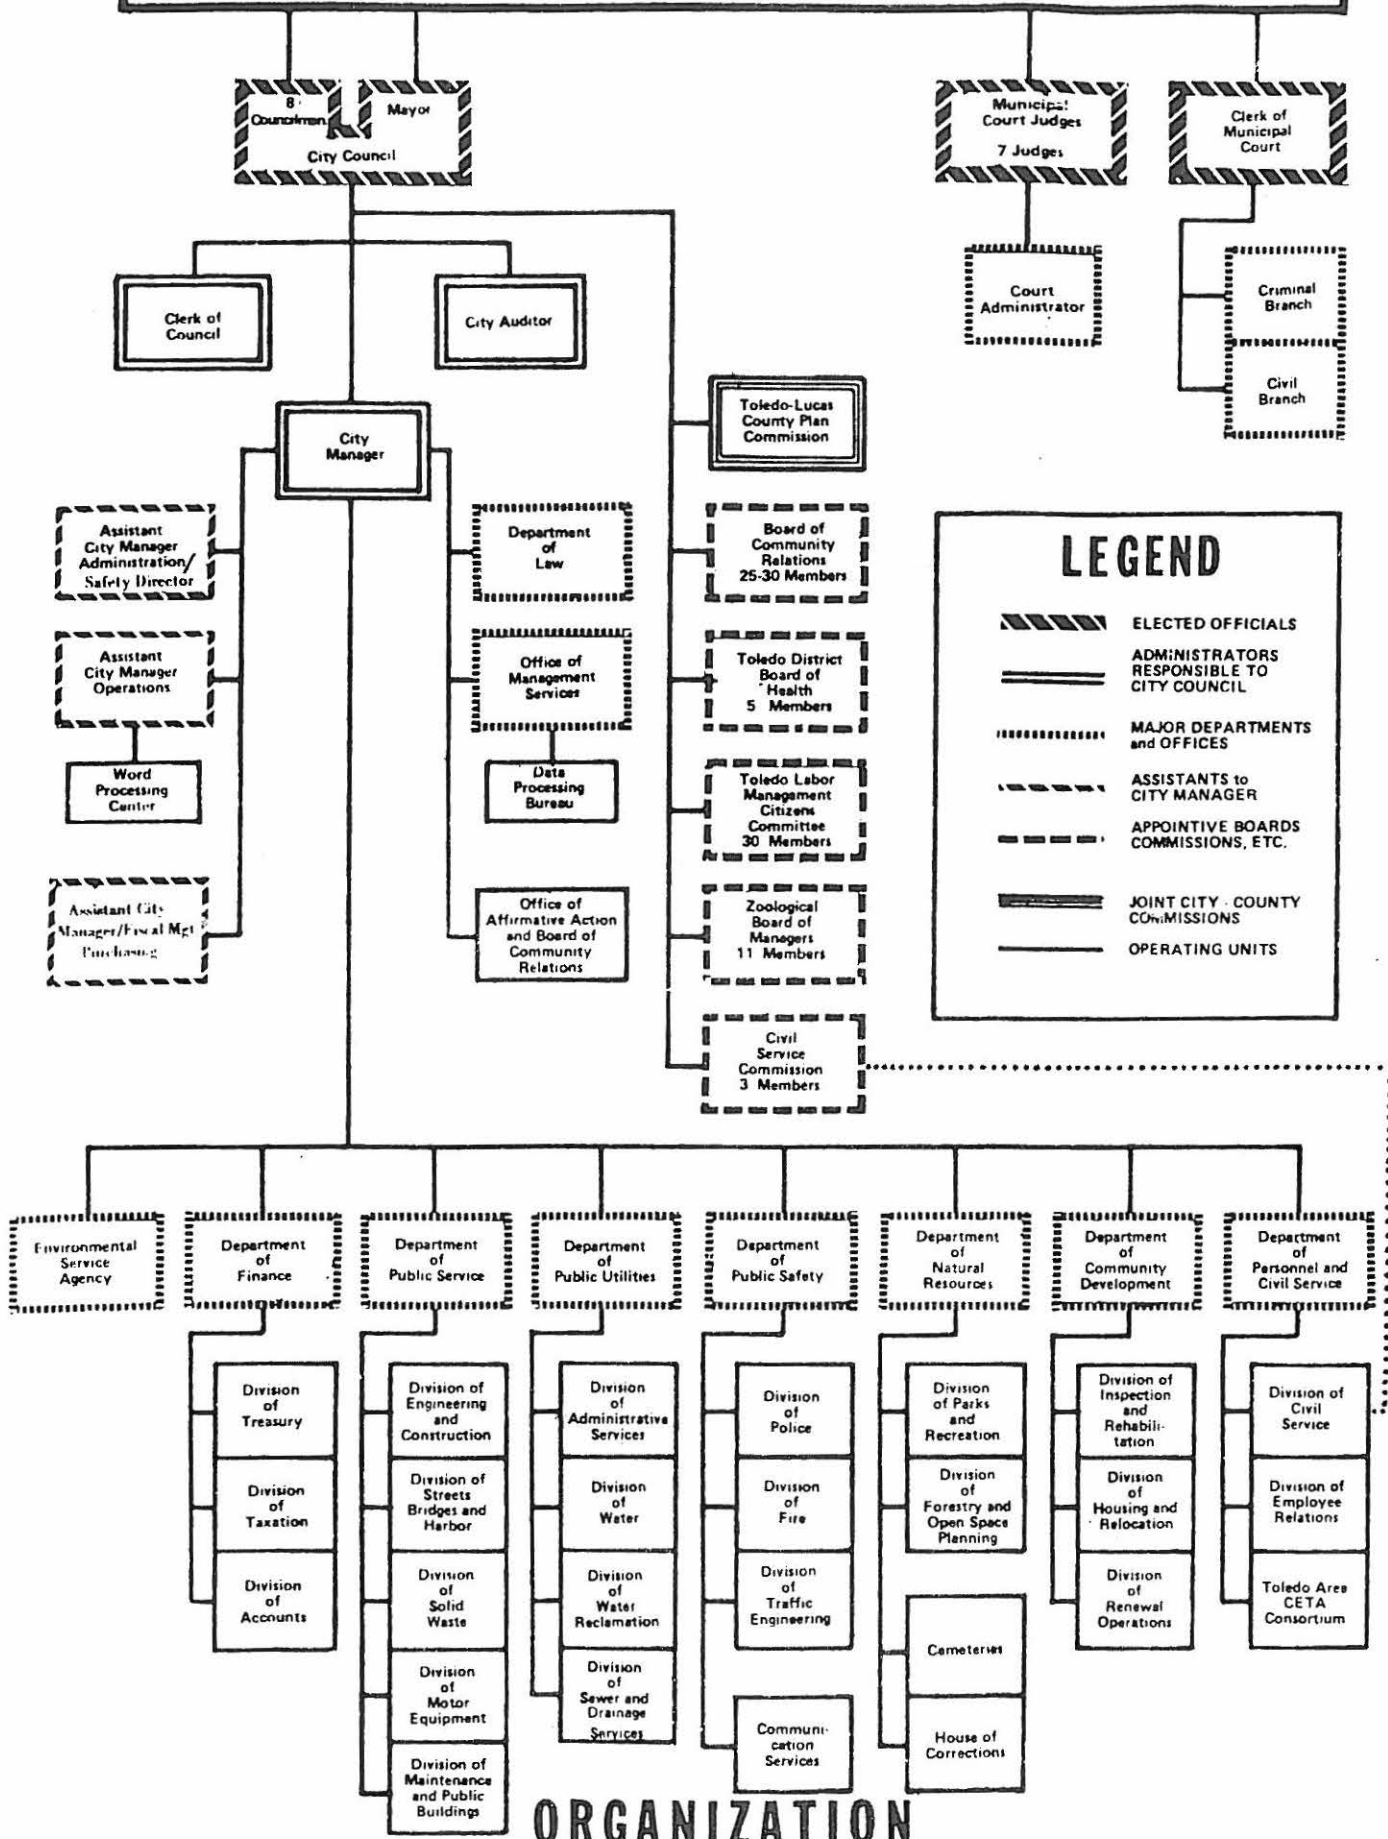 8
Councilmen
Mayor
City Council
Municipal
Court Judges
7 Judges
Clerk of
Municipal
Court
Court
Administrator
Criminal
Branch
Civil
Branch
Clerk of
Council
City Auditor
City
Manager
Toledo-Lucas
County Plan
Commission
Assistant
City Manager
Administration/
Safety Director
Department
of
Law
Board of
Community
Relations
25-30 Members
Assistant
City Manager
Operations
Office of
Management
Services
Toledo District
Board of
Health
5 Members
Word
Processing
Center
Data
Processing
Bureau
Toledo Labor
Management
Citizens
Committee
30 Members
Assistant City
Manager/Fiscal Mgt
Purchasing
Office of
Affirmative Action
and Board of
Community
Relations
Zoological
Board of
Managers
11 Members
Civil
Service
Commission
3 Members
LEGEND
ELECTED OFFICIALS
ADMINISTRATORS
RESPONSIBLE TO
CITY COUNCIL
MAJOR DEPARTMENTS
and OFFICES
ASSISTANTS to
CITY MANAGER
APPOINTIVE BOARDS
COMMISSIONS, ETC.
JOINT CITY - COUNTY
COMMISSIONS
OPERATING UNITS
Environmental
Service
Agency
Department
of
Finance
Department
of
Public Service
Department
of
Public Utilities
Department
of
Public Safety
Department
of
Natural
Resources
Department
of
Community
Development
Department
of
Personnel and
Civil Service
Division
of
Treasury
Division
of
Taxation
Division
of
Accounts
Division of
Engineering
and
Construction
Division of
Streets
Bridges and
Harbor
Division
of
Solid
Waste
Division
of
Motor
Equipment
Division of
Maintenance
and Public
Buildings
Division
of
Administrative
Services
Division
of
Water
Division
of
Water
Reclamation
Division
of
Sewer and
Drainage
Services
Division
of
Police
Division
of
Fire
Division
of
Traffic
Engineering
Communi-
cation
Services
Division
of Parks
and
Recreation
Division
of
Forestry and
Open Space
Planning
Cemeteries
House of
Corrections
Division of
Inspection
and
Rehabili-
tation
Division
of
Housing and
Relocation
Division
of
Renewal
Operations
Division of
Civil
Service
Division of
Employee
Relations
Toledo Area
CETA
Consortium
ORGANIZATION